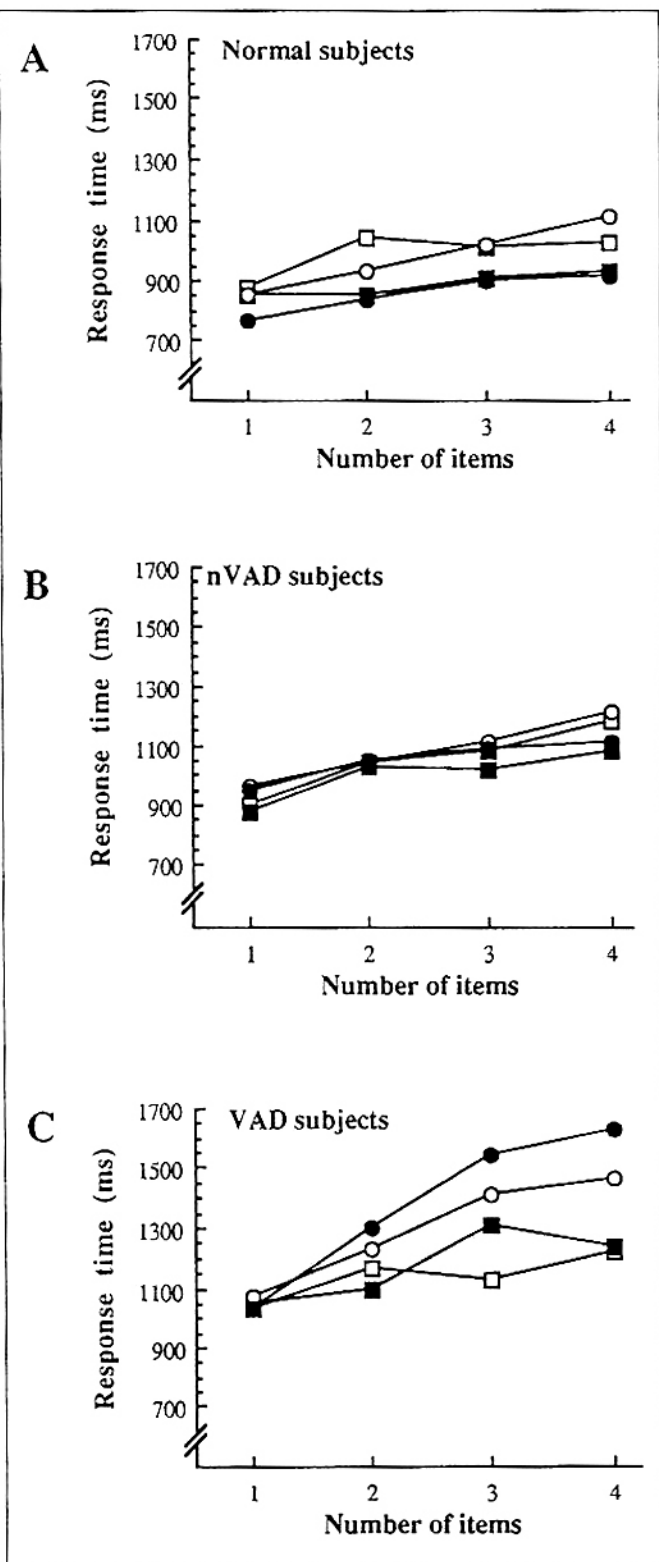 A
Normal subjects
Response time (ms)
1700
1500
1300
1100
900
700
1 2 3 4
Number of items
B
nVAD subjects
Response time (ms)
1700
1500
1300
1100
900
700
1 2 3 4
Number of items
C
VAD subjects
Response time (ms)
1700
1500
1300
1100
900
700
1 2 3 4
Number of items